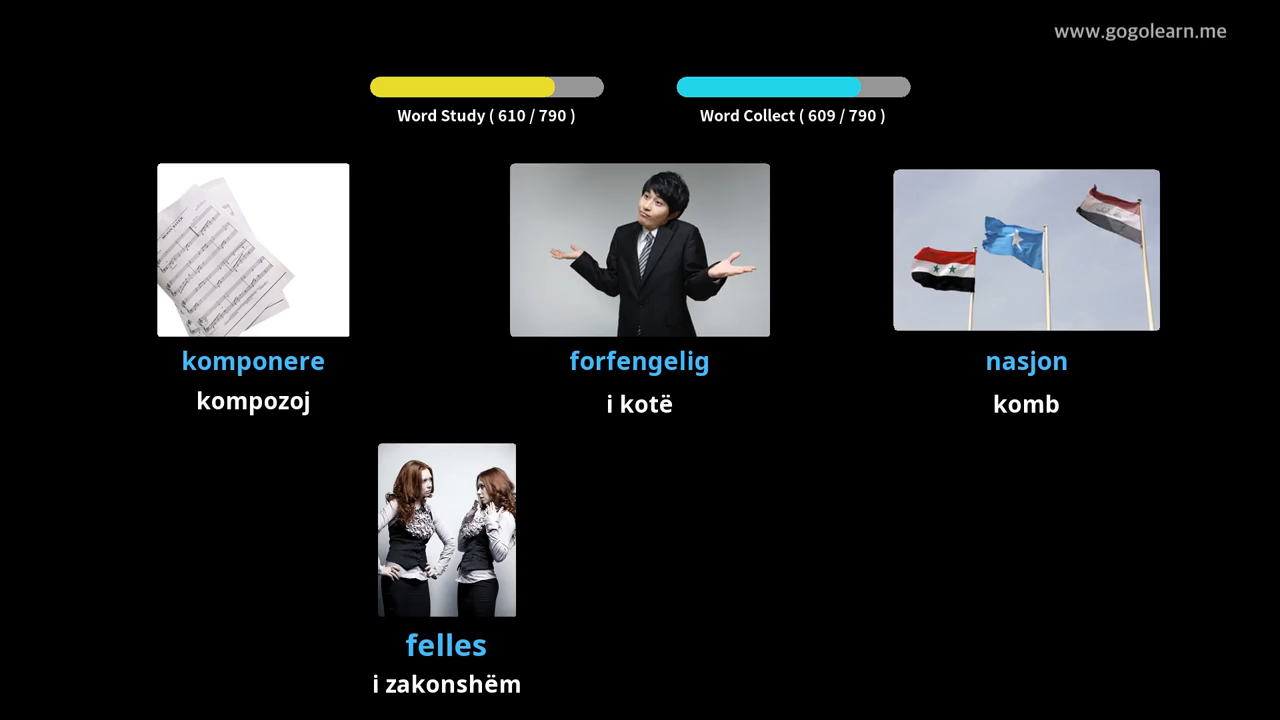 www.gogolearn.me
Word Study ( 610 / 790 )
Word Collect ( 609 / 790 )
komponere
kompozoj
forfengelig
i kotë
nasjon
komb
felles
i zakonshëm